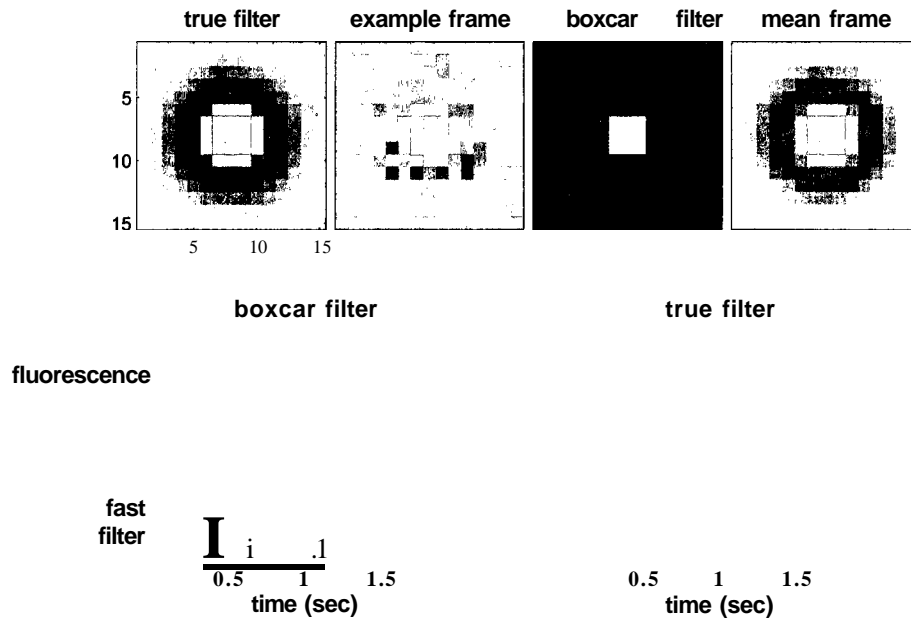 true filter example frame boxcar filter mean frame
5
10
15
5 10 15
boxcar filter true filter
fluorescence
fast
filter
I i .1
0.5 1 1.5 0.5 1 1.5
time (sec) time (sec)